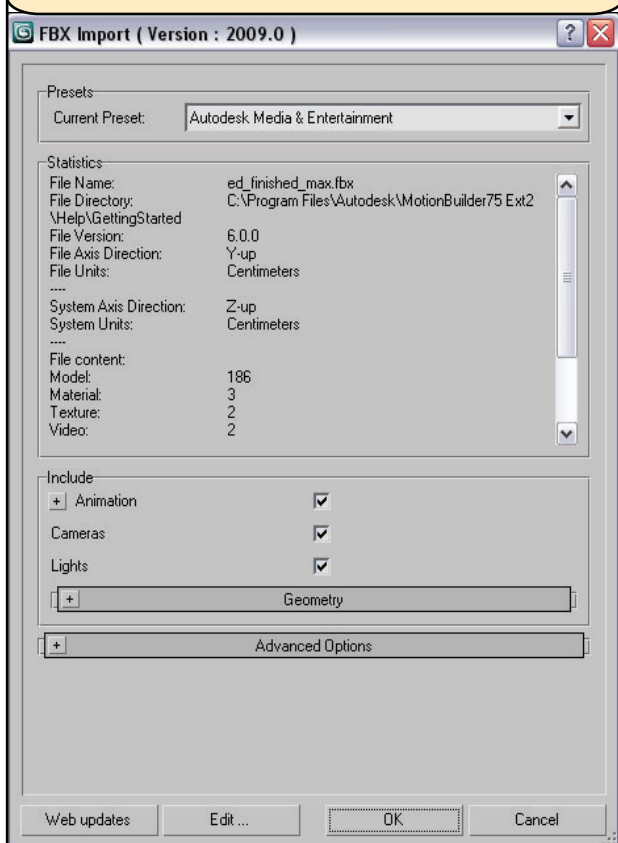 FBX Import ( Version : 2009.0 )
Presets
Current Preset: Autodesk Media & Entertainment
Statistics
File Name: ed_finished_max.fbx
File Directory: C:\Program Files\Autodesk\MotionBuilder75 Ext2
\Help\GettingStarted
File Version: 6.0.0
File Axis Direction: Y-up
File Units: Centimeters
----
System Axis Direction: Z-up
System Units: Centimeters
----
File content:
Model: 186
Material: 3
Texture: 2
Video: 2
Include
+ Animation
Cameras
Lights
+ Geometry
+ Advanced Options
Web updates Edit ... OK Cancel